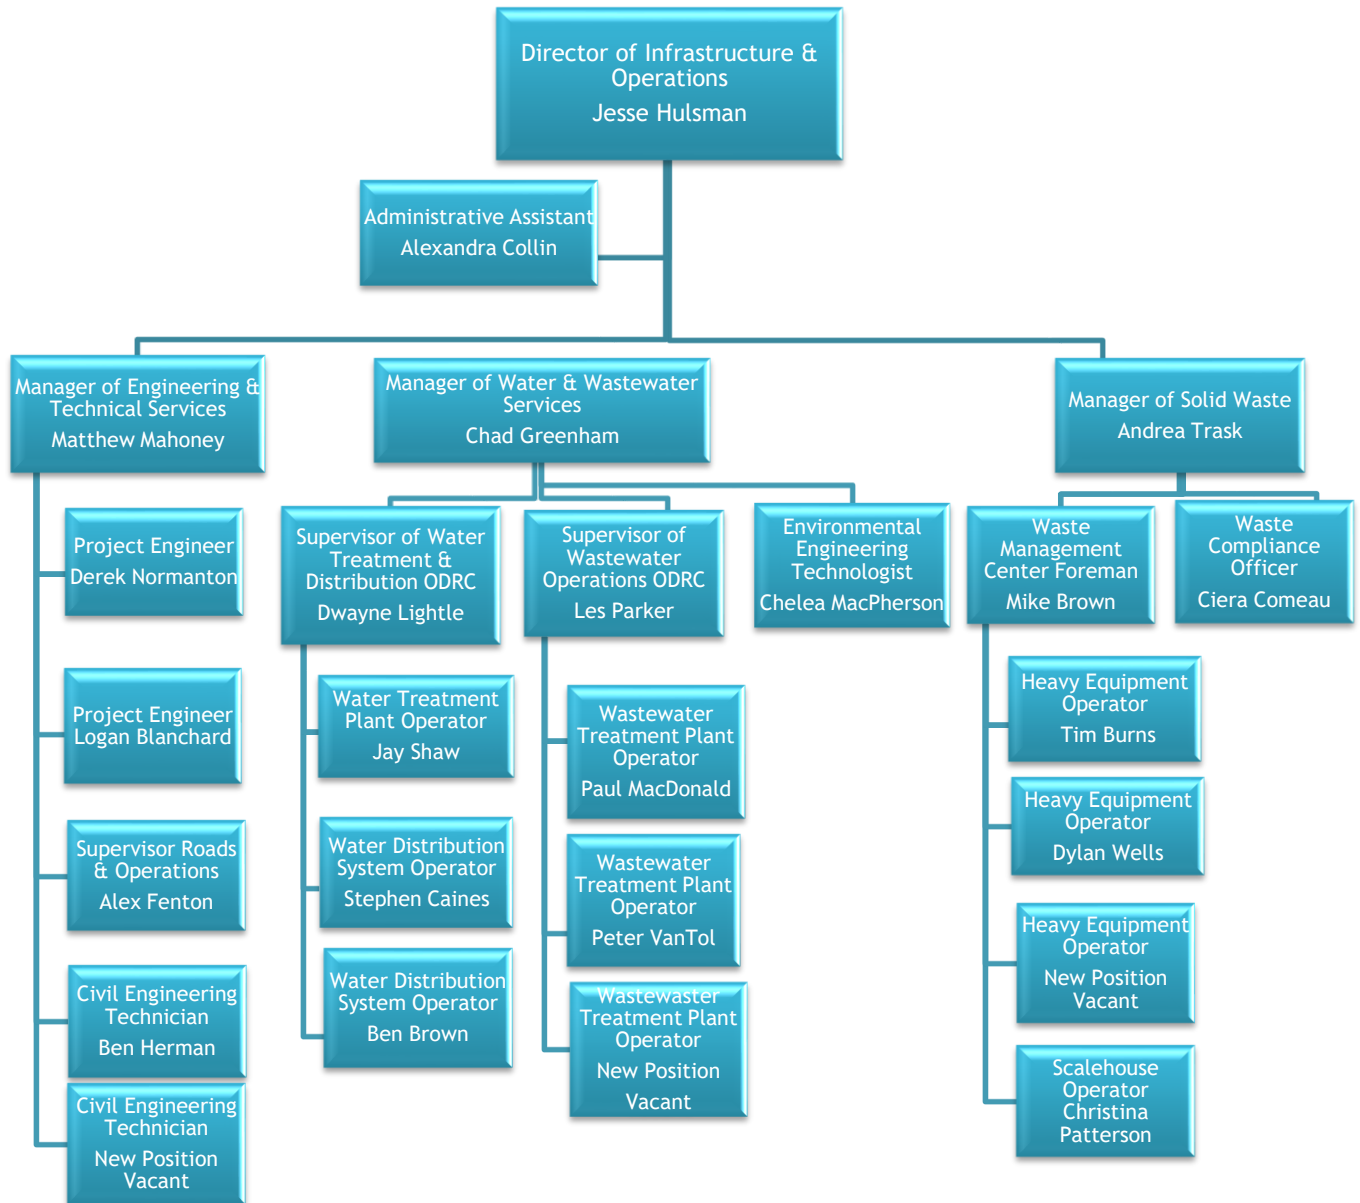 Director of Infrastructure &
Operations
Jesse Hulsman
Administrative Assistant
Alexandra Collin
Manager of Engineering &
Technical Services
Matthew Mahoney
Manager of Water & Wastewater
Services
Chad Greenham
Manager of Solid Waste
Andrea Trask
Project Engineer
Derek Normanton
Project Engineer
Logan Blanchard
Supervisor Roads
& Operations
Alex Fenton
Civil Engineering
Technician
Ben Herman
Civil Engineering
Technician
New Position
Vacant
Supervisor of Water
Treatment &
Distribution ODRC
Dwayne Lightle
Water Treatment
Plant Operator
Jay Shaw
Water Distribution
System Operator
Stephen Caines
Water Distribution
System Operator
Ben Brown
Supervisor of
Wastewater
Operations ODRC
Les Parker
Wastewater
Treatment Plant
Operator
Paul MacDonald
Wastewater
Treatment Plant
Operator
Peter VanTol
Wastewaster
Treatment Plant
Operator
New Position
Vacant
Environmental
Engineering
Technologist
Chelea MacPherson
Waste
Management
Center Foreman
Mike Brown
Heavy Equipment
Operator
Tim Burns
Heavy Equipment
Operator
Dylan Wells
Heavy Equipment
Operator
New Position
Vacant
Scalehouse
Operator
Christina
Patterson
Waste
Compliance
Officer
Ciera Comeau